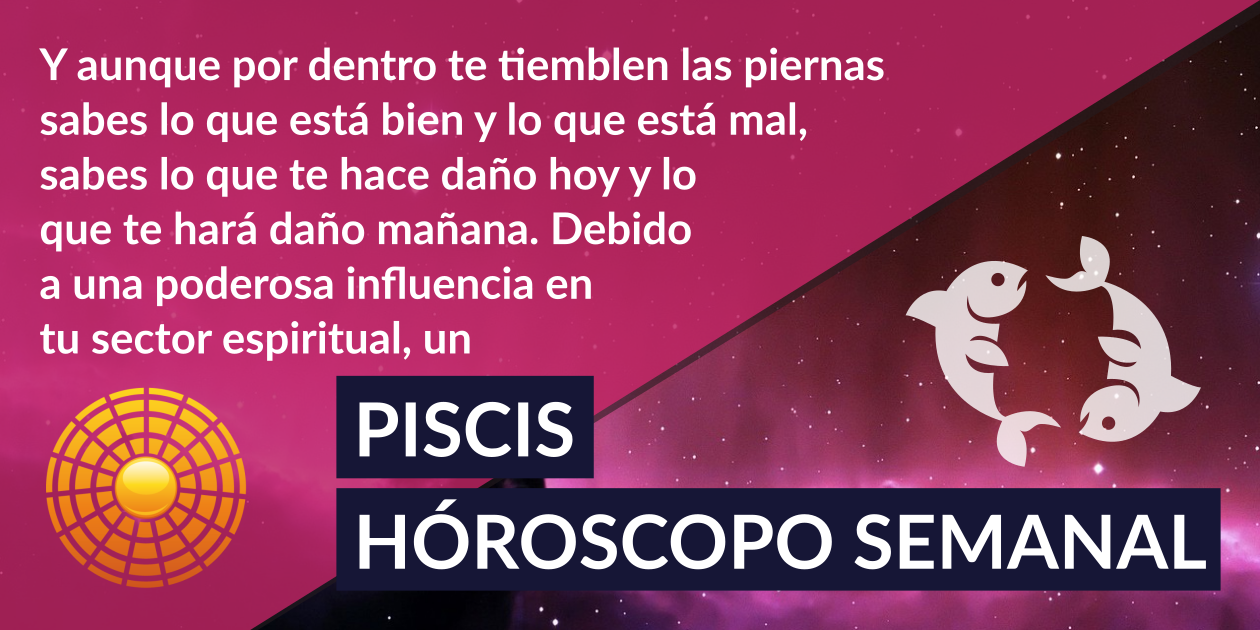 Y aunque por dentro te tiemblen las piernas
sabes lo que está bien y lo que está mal,
sabes lo que te hace daño hoy y lo
que te hará daño mañana. Debido
a una poderosa influencia en
tu sector espiritual, un
PISCIS
HÓROSCOPO SEMANAL